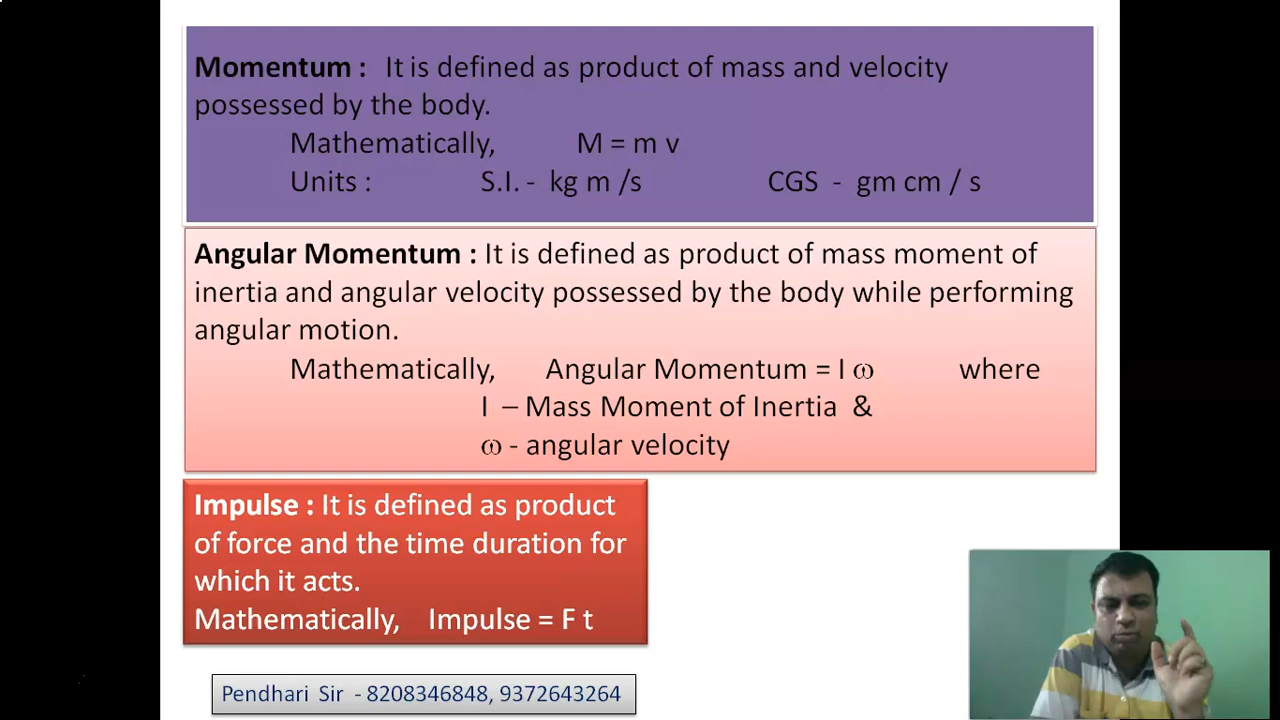 Momentum : It is defined as product of mass and velocity
possessed by the body.
Mathematically, M = m v
Units : S.I. - kg m /s CGS - gm cm / s
Angular Momentum : It is defined as product of mass moment of
inertia and angular velocity possessed by the body while performing
angular motion.
Mathematically, Angular Momentum = I ω where
I – Mass Moment of Inertia &
ω - angular velocity
Impulse : It is defined as product
of force and the time duration for
which it acts.
Mathematically, Impulse = F t
Pendhari Sir - 8208346848, 9372643264